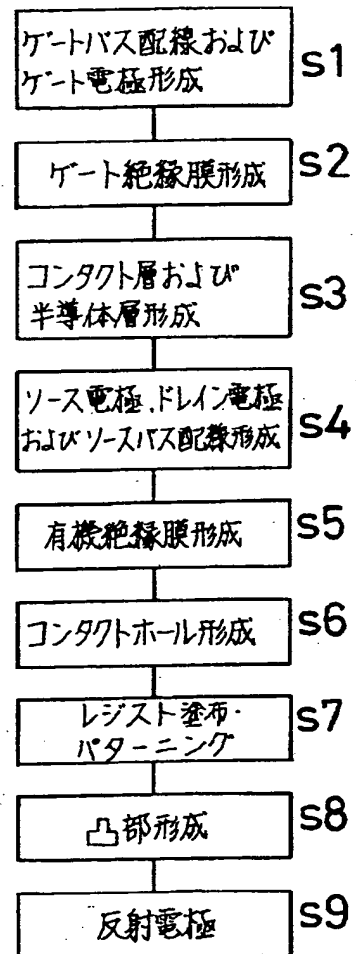 ゲートバス配線および
ゲート電極形成
S1
ゲート絶縁膜形成
S2
コンタクト層および
半導体層形成
S3
ソース電極、ドレイン電極
およびソースバス配線形成
S4
有機絶縁膜形成
S5
コンタクトホール形成
S6
レジスト塗布・
パターニング
S7
凸部形成
S8
反射電極
S9